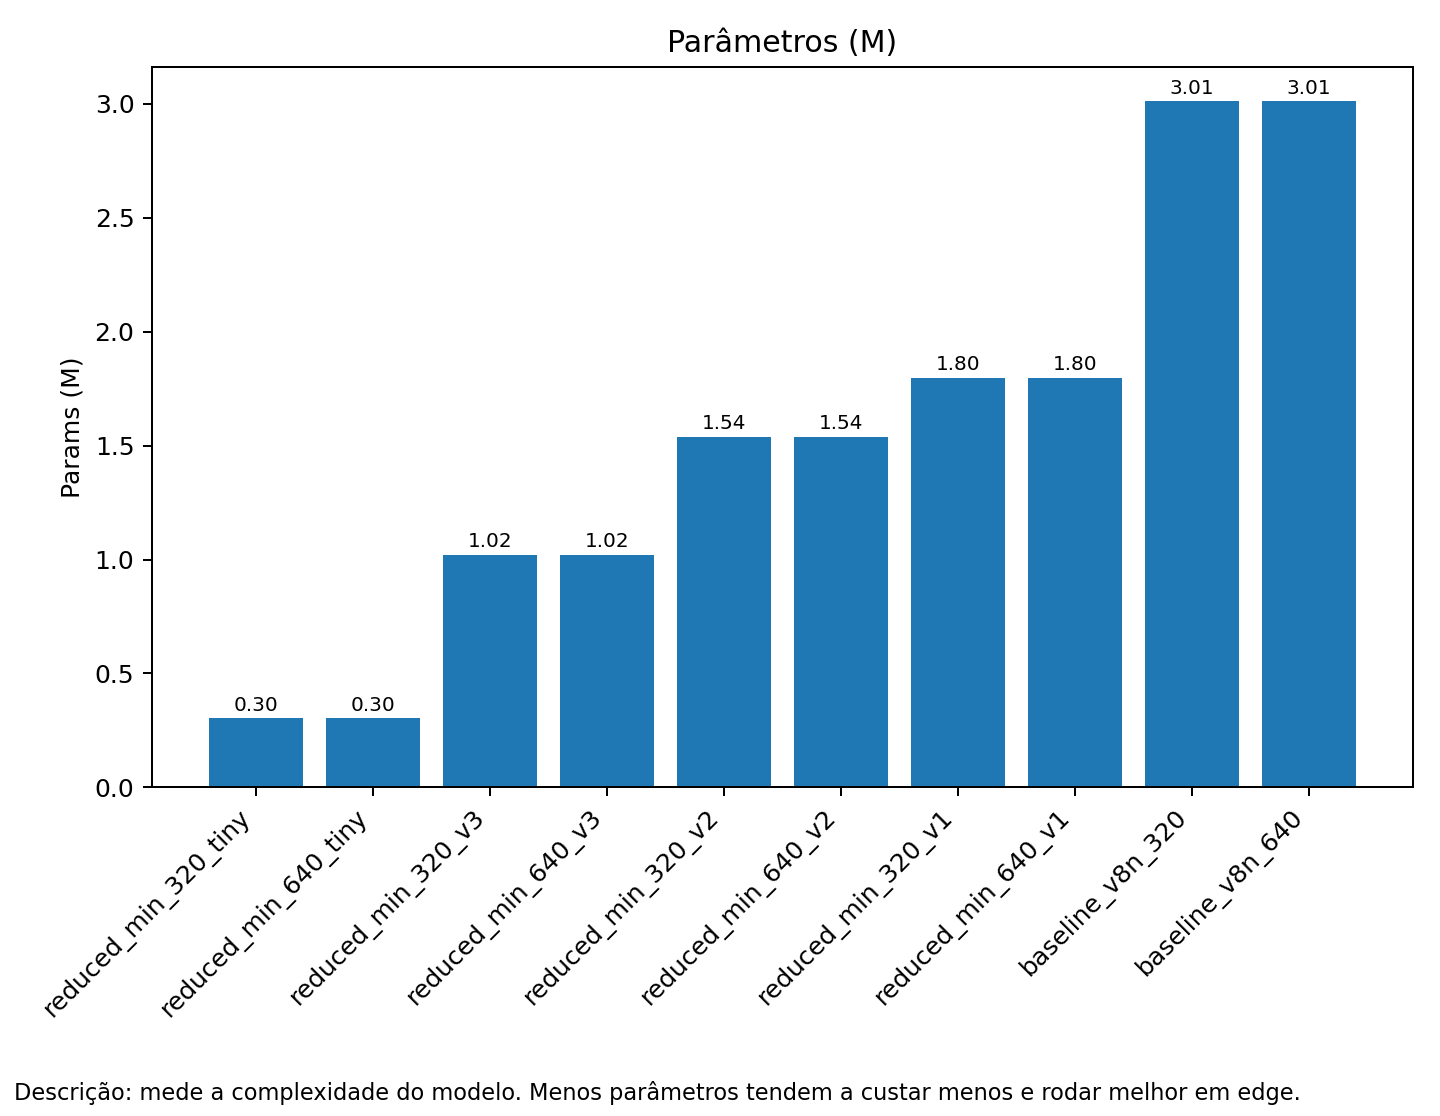 Parâmetros (M)
3.01 3.01
3.0
2.5
2.0
1.80 1.80
1.54 1.54
1.5
1.02 1.02
1.0
0.30 0.30
0.5
0.0
Params (M)
reduced_min_320_tiny
reduced_min_640_tiny
reduced_min_320_v3
reduced_min_640_v3
reduced_min_320_v2
reduced_min_640_v2
reduced_min_320_v1
reduced_min_640_v1
baseline_v8n_320
baseline_v8n_640
Descrição: mede a complexidade do modelo. Menos parâmetros tendem a custar menos e rodar melhor em edge.